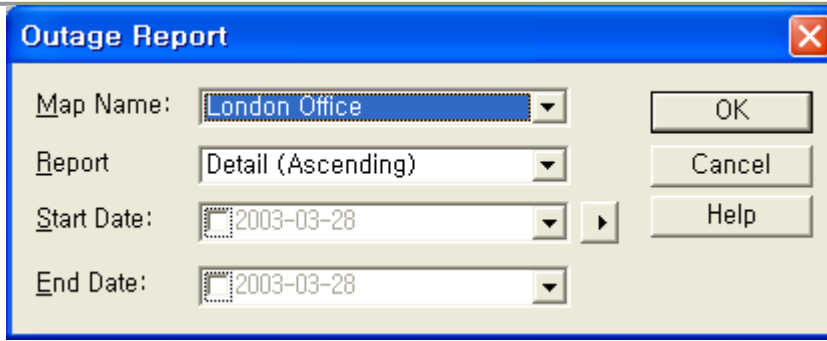 Outage Report
Map Name: London Office
OK
Report Detail (Ascending)
Cancel
Start Date: 2003-03-28
Help
End Date: 2003-03-28